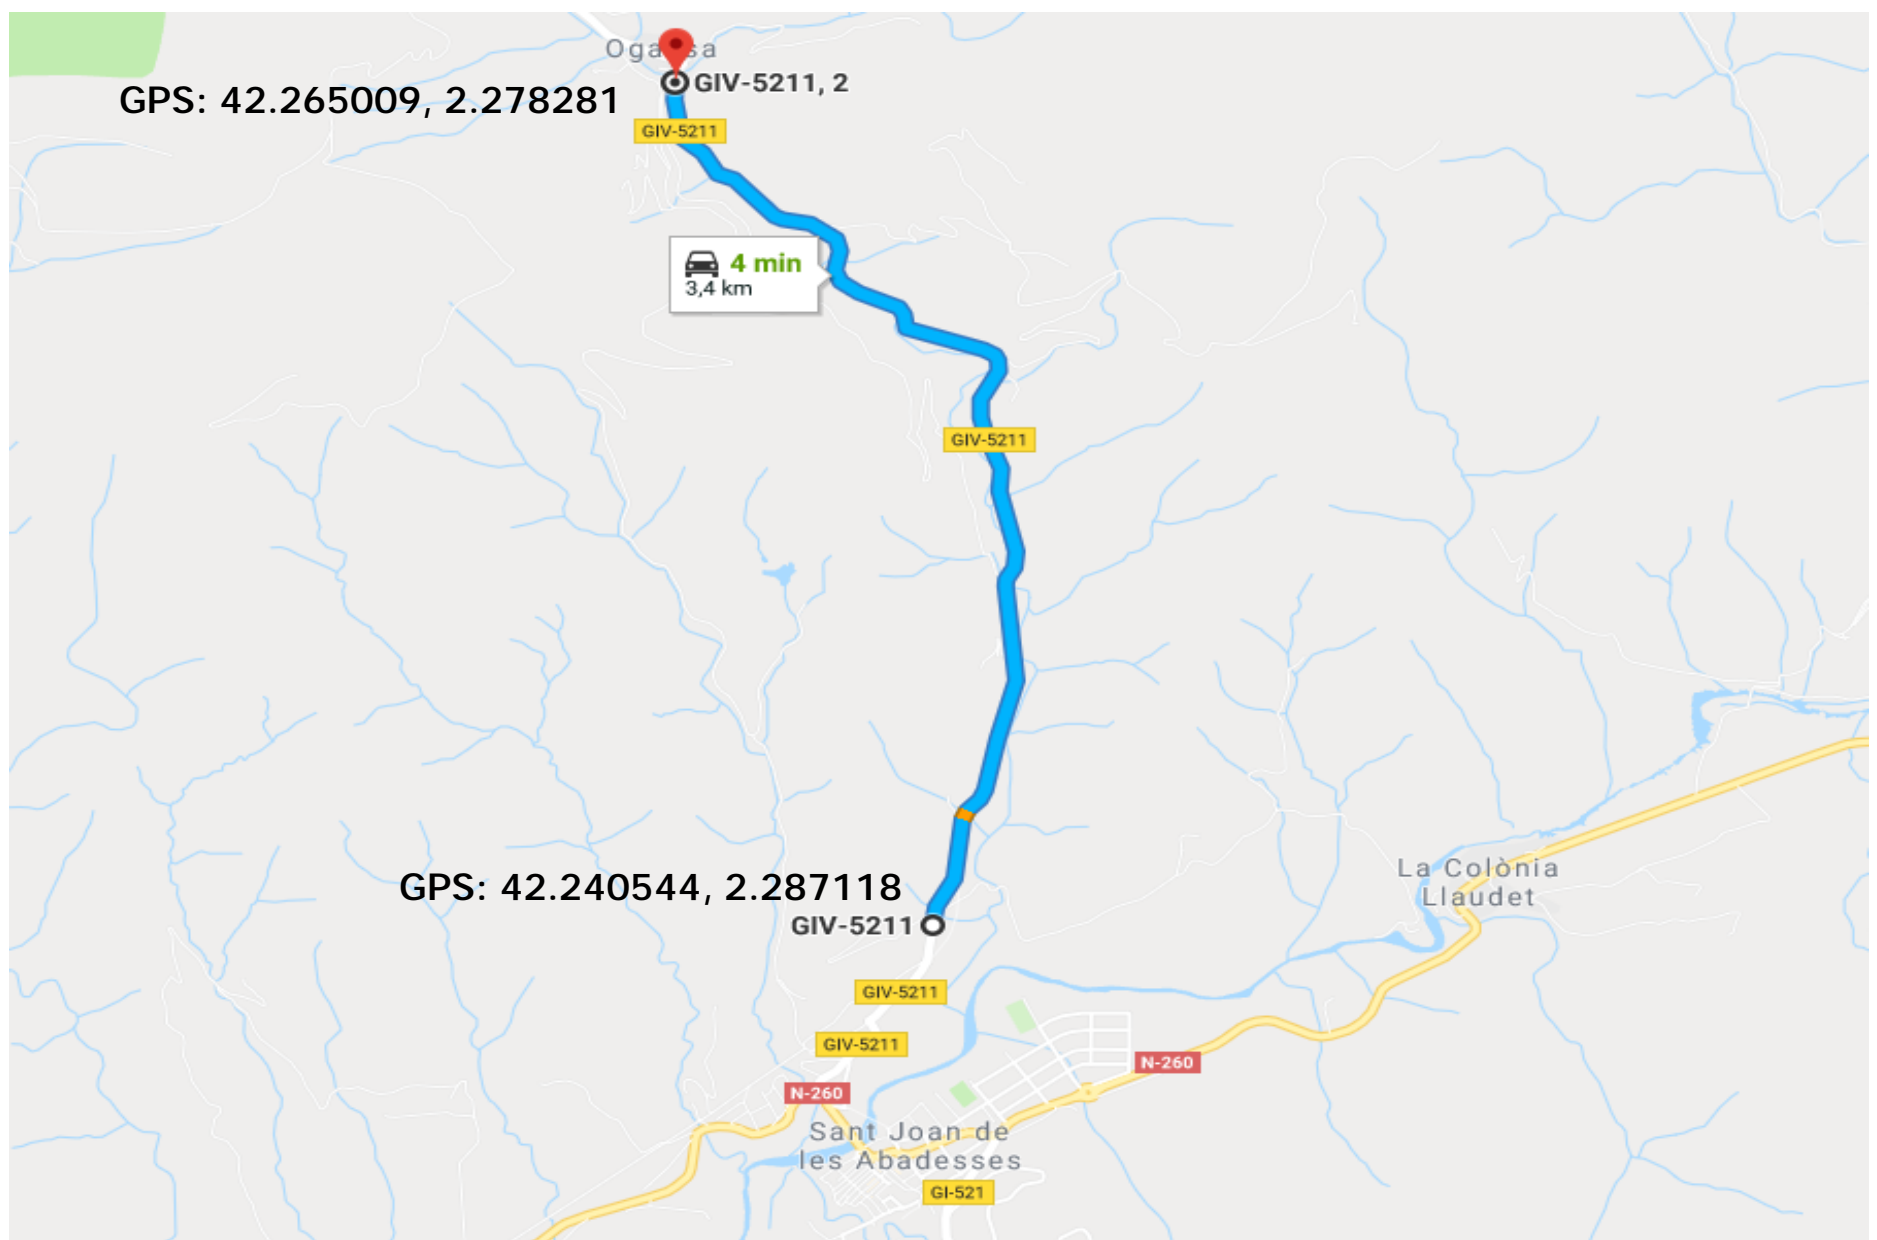 Ogassa
GIV-5211, 2
GPS: 42.265009, 2.278281
GIV-5211
4 min
3,4 km
GIV-5211
La Colònia
Llaudet
GPS: 42.240544, 2.287118
GIV-5211
GIV-5211
GIV-5211
N-260
N-260
Sant Joan de
les Abadesses
GI-521